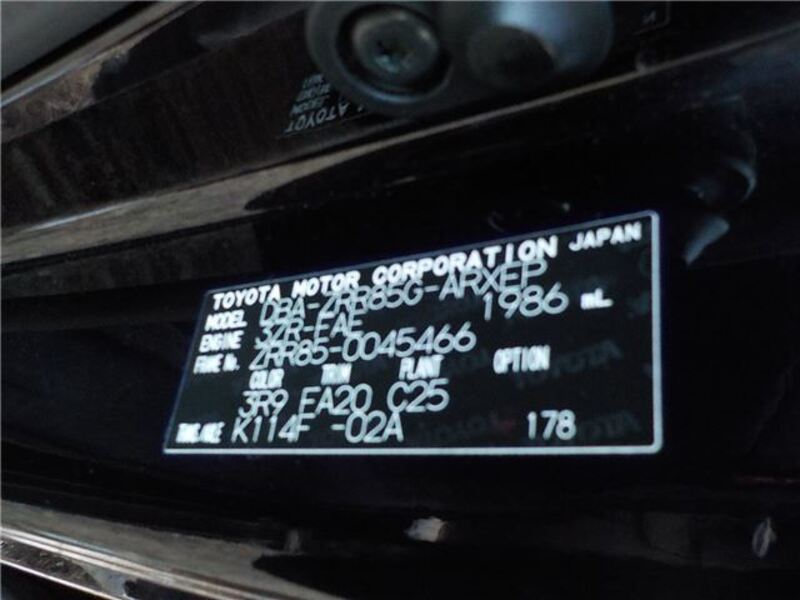 TOYOTA MOTOR CORPORATION JAPAN
MODEL DBA-ZRR85G-ARXEP
ENGINE 3ZR-FAE 1986 mL
FRAME No. ZRR85-0045466
COLOR TRIM PLANT OPTION
3R9 EA20 C25
TRANS./AXLE K114F -02A 178